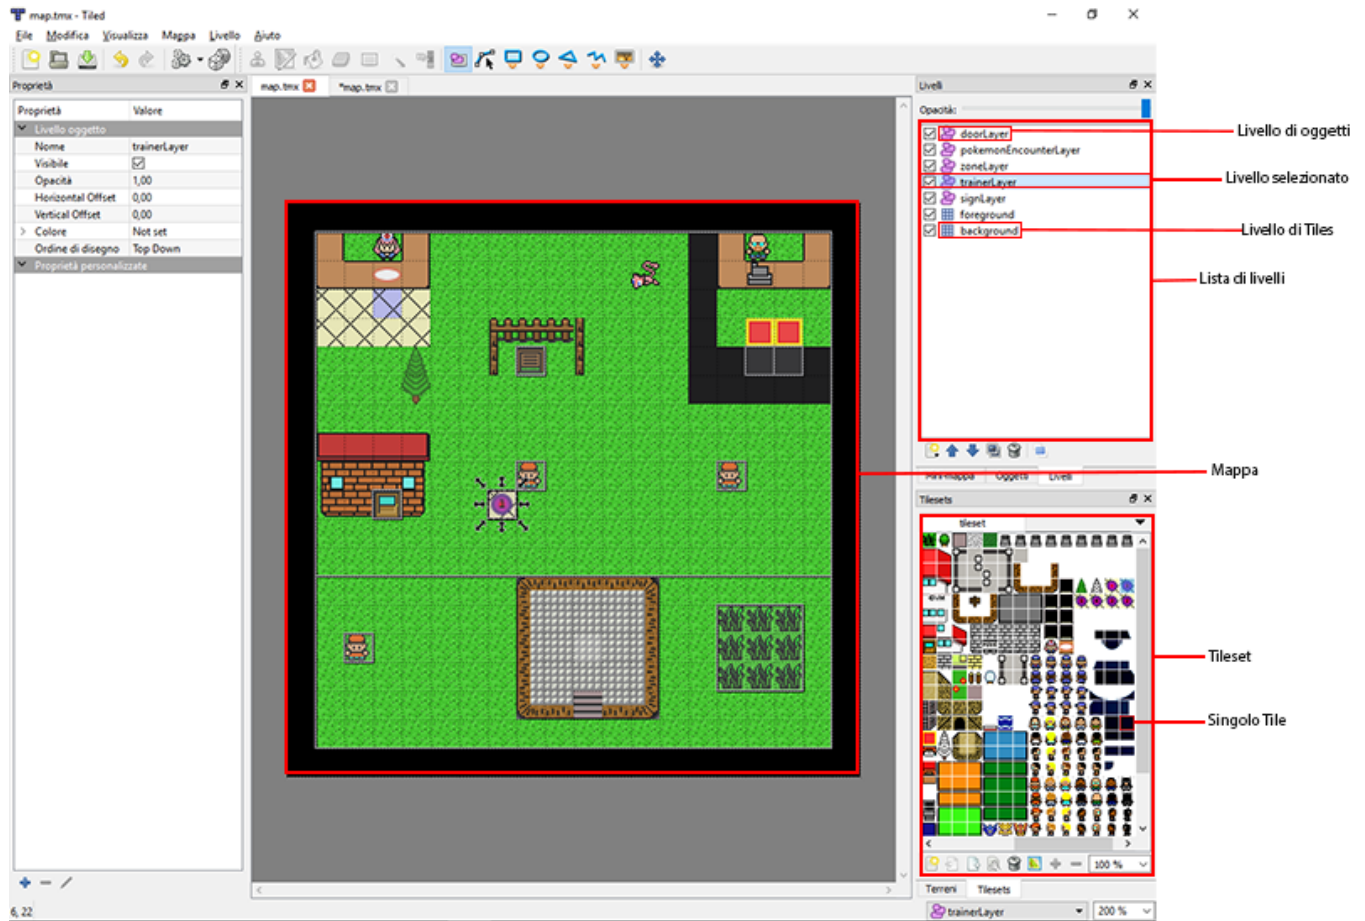 map.tmx - Tiled
File Modifica Visualizza Mappa Livello Aiuto
Proprietà
map.tmx *map.tmx
Livelli
Proprietà Valore
Livello oggetto
Nome trainerLayer
Visibile
Opacità 1,00
Horizontal Offset 0,00
Vertical Offset 0,00
Colore Not set
Ordine di disegno Top Down
Proprietà personalizzate
Opacità:
doorLayer
pokemonEncounterLayer
zoneLayer
trainerLayer
signLayer
foreground
background
Livello di oggetti
Livello selezionato
Livello di Tiles
Lista di livelli
Mappa
Mini-mappa Oggetti Livelli
Tilesets
tileset
Tileset
Singolo Tile
100 %
Terreni Tilesets
6, 22
trainerLayer 200 %